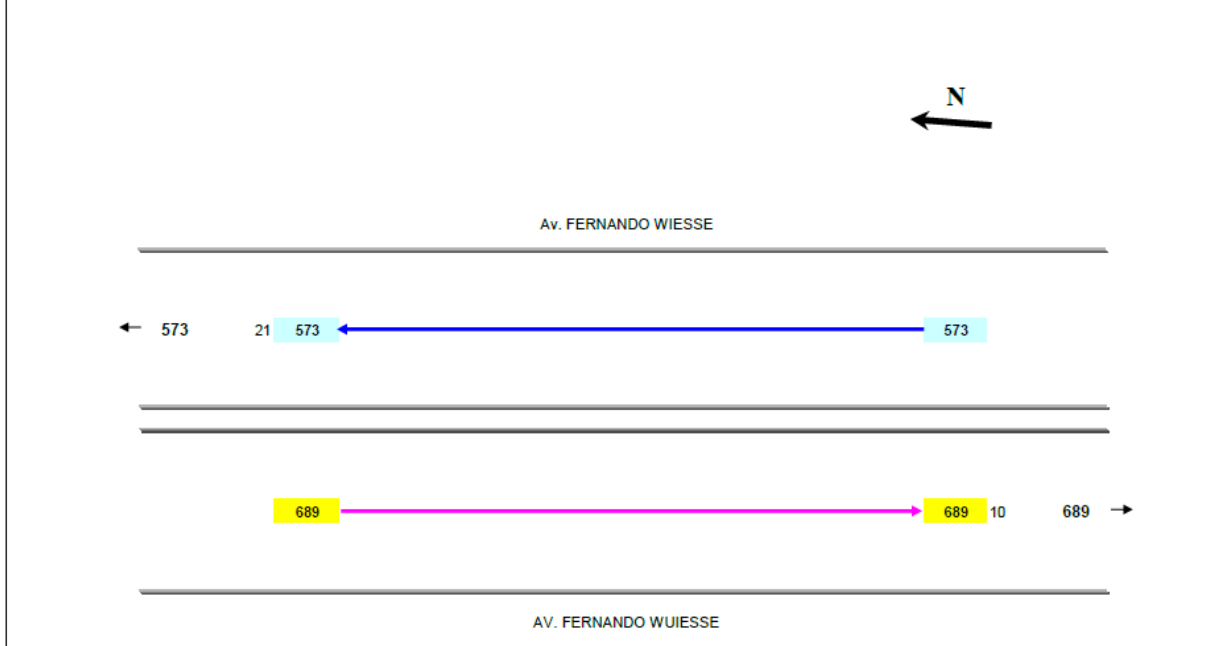 N
Av. FERNANDO WIESSE
573 21 573 573
689 689 10 689
AV. FERNANDO WUIESSE